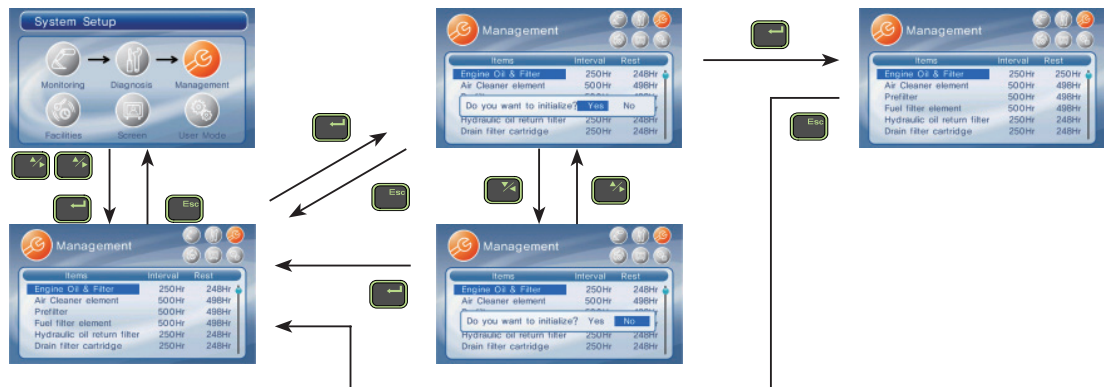 System Setup
Monitoring Diagnosis Management
Facilities Screen User Mode
Esc
Management
Items Interval Rest
Engine Oil & Filter 250Hr 248Hr
Air Cleaner element 500Hr 498Hr
Prefilter 500Hr 498Hr
Fuel filter element 500Hr 498Hr
Hydraulic oil return filter 250Hr 248Hr
Drain filter cartridge 250Hr 248Hr
Esc
Management
Items Interval Rest
Engine Oil & Filter 250Hr 248Hr
Air Cleaner element 500Hr 498Hr
Do you want to initialize? Yes No
Hydraulic oil return filter 250Hr 248Hr
Drain filter cartridge 250Hr 248Hr
Management
Items Interval Rest
Engine Oil & Filter 250Hr 248Hr
Air Cleaner element 500Hr 498Hr
Do you want to initialize? Yes No
Hydraulic oil return filter 250Hr 248Hr
Drain filter cartridge 250Hr 248Hr
Management
Items Interval Rest
Engine Oil & Filter 250Hr 250Hr
Air Cleaner element 500Hr 498Hr
Prefilter 500Hr 498Hr
Fuel filter element 500Hr 498Hr
Hydraulic oil return filter 250Hr 248Hr
Drain filter cartridge 250Hr 248Hr
Esc